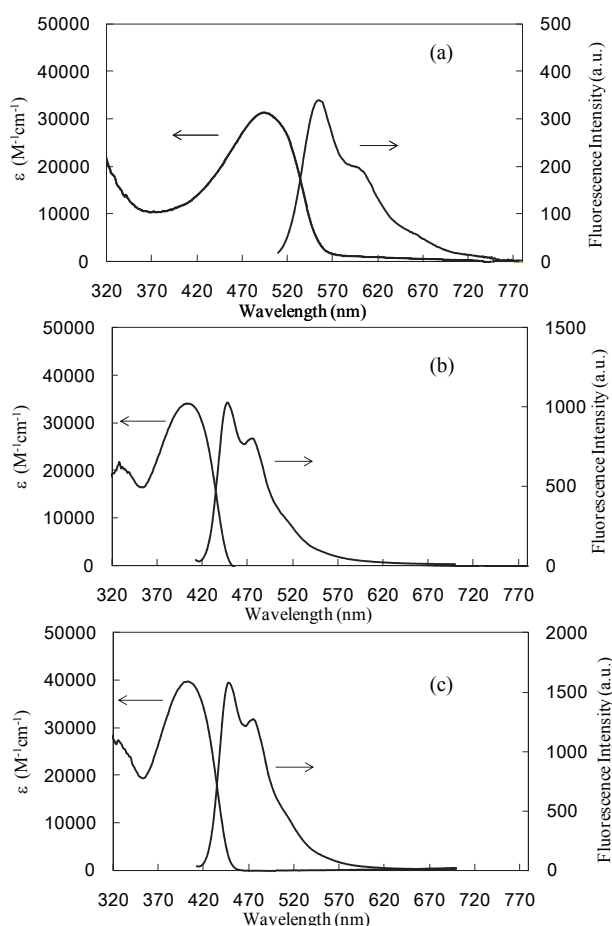 (a)
ε (M⁻¹cm⁻¹)
50000
40000
30000
20000
10000
0
500
400
300
200
100
0
Fluorescence Intensity (a.u.)
320 370 420 470 520 570 620 670 720 770
Wavelength (nm)
(b)
ε (M⁻¹cm⁻¹)
50000
40000
30000
20000
10000
0
1500
1000
500
0
Fluorescence Intensity (a.u.)
320 370 420 470 520 570 620 670 720 770
Wavelength (nm)
(c)
ε (M⁻¹cm⁻¹)
50000
40000
30000
20000
10000
0
2000
1500
1000
500
0
Fluorescence Intensity (a.u.)
320 370 420 470 520 570 620 670 720 770
Wavelength (nm)